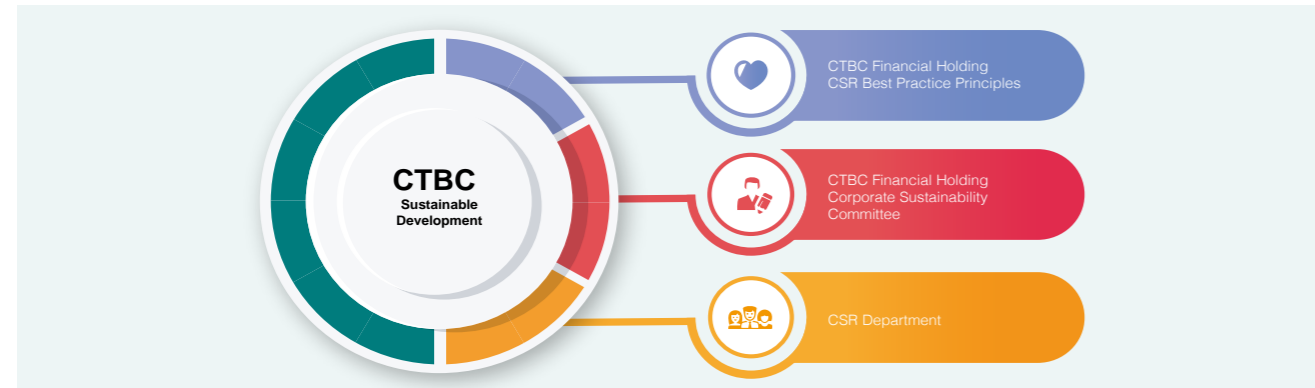 CTBC
Sustainable
Development
CTBC Financial Holding
CSR Best Practice Principles
CTBC Financial Holding
Corporate Sustainability
Committee
CSR Department